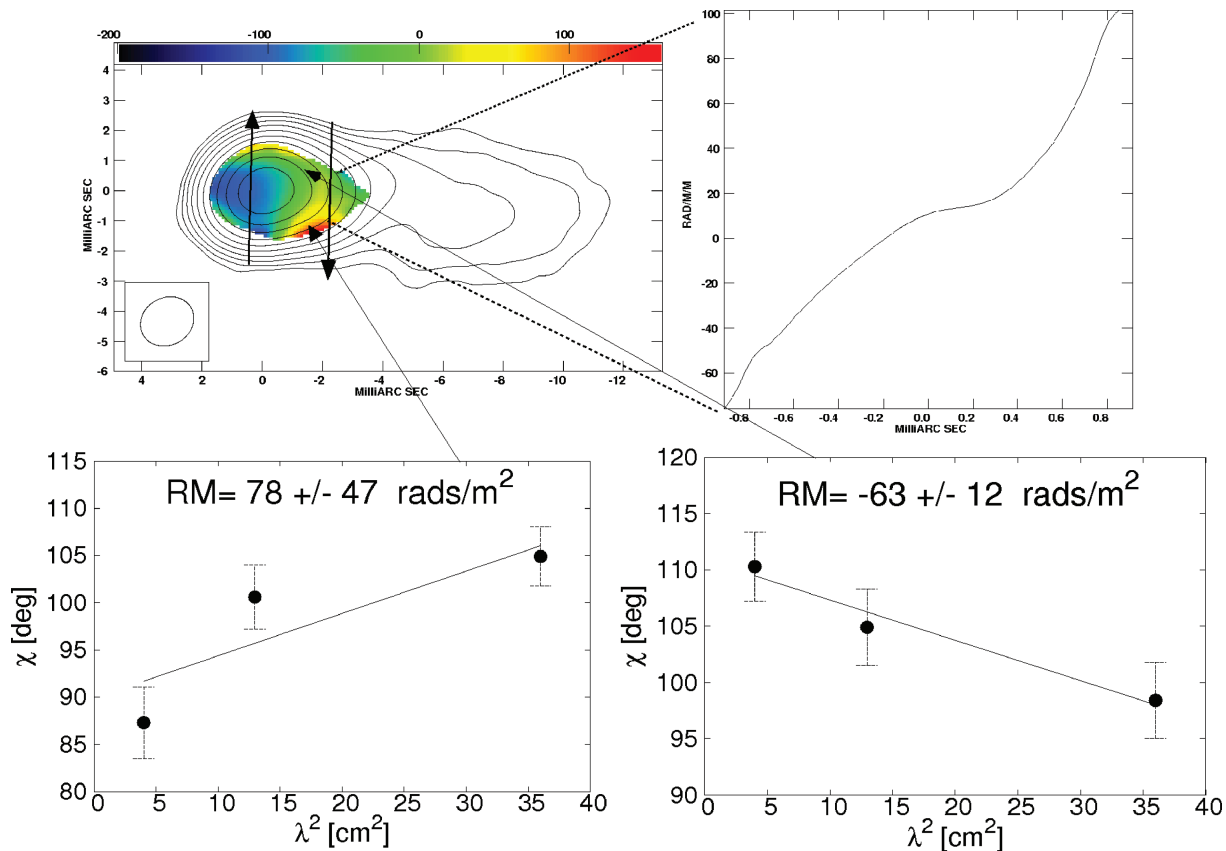 -200 -100 0 100
4
3
2
1
0
-1
-2
-3
-4
-5
-6
MilliARC SEC
4 2 0 -2 -4 -6 -8 -10 -12
MilliARC SEC
100
80
60
40
20
0
-20
-40
-60
RAD/M/M
-0.8 -0.6 -0.4 -0.2 0.0 0.2 0.4 0.6 0.8
MilliARC SEC
RM= 78 +/- 47 rads/m²
115
110
105
100
95
90
85
80
χ [deg]
0 5 10 15 20 25 30 35 40
λ² [cm²]
RM= -63 +/- 12 rads/m²
120
115
110
105
100
95
90
χ [deg]
0 5 10 15 20 25 30 35 40
λ² [cm²]